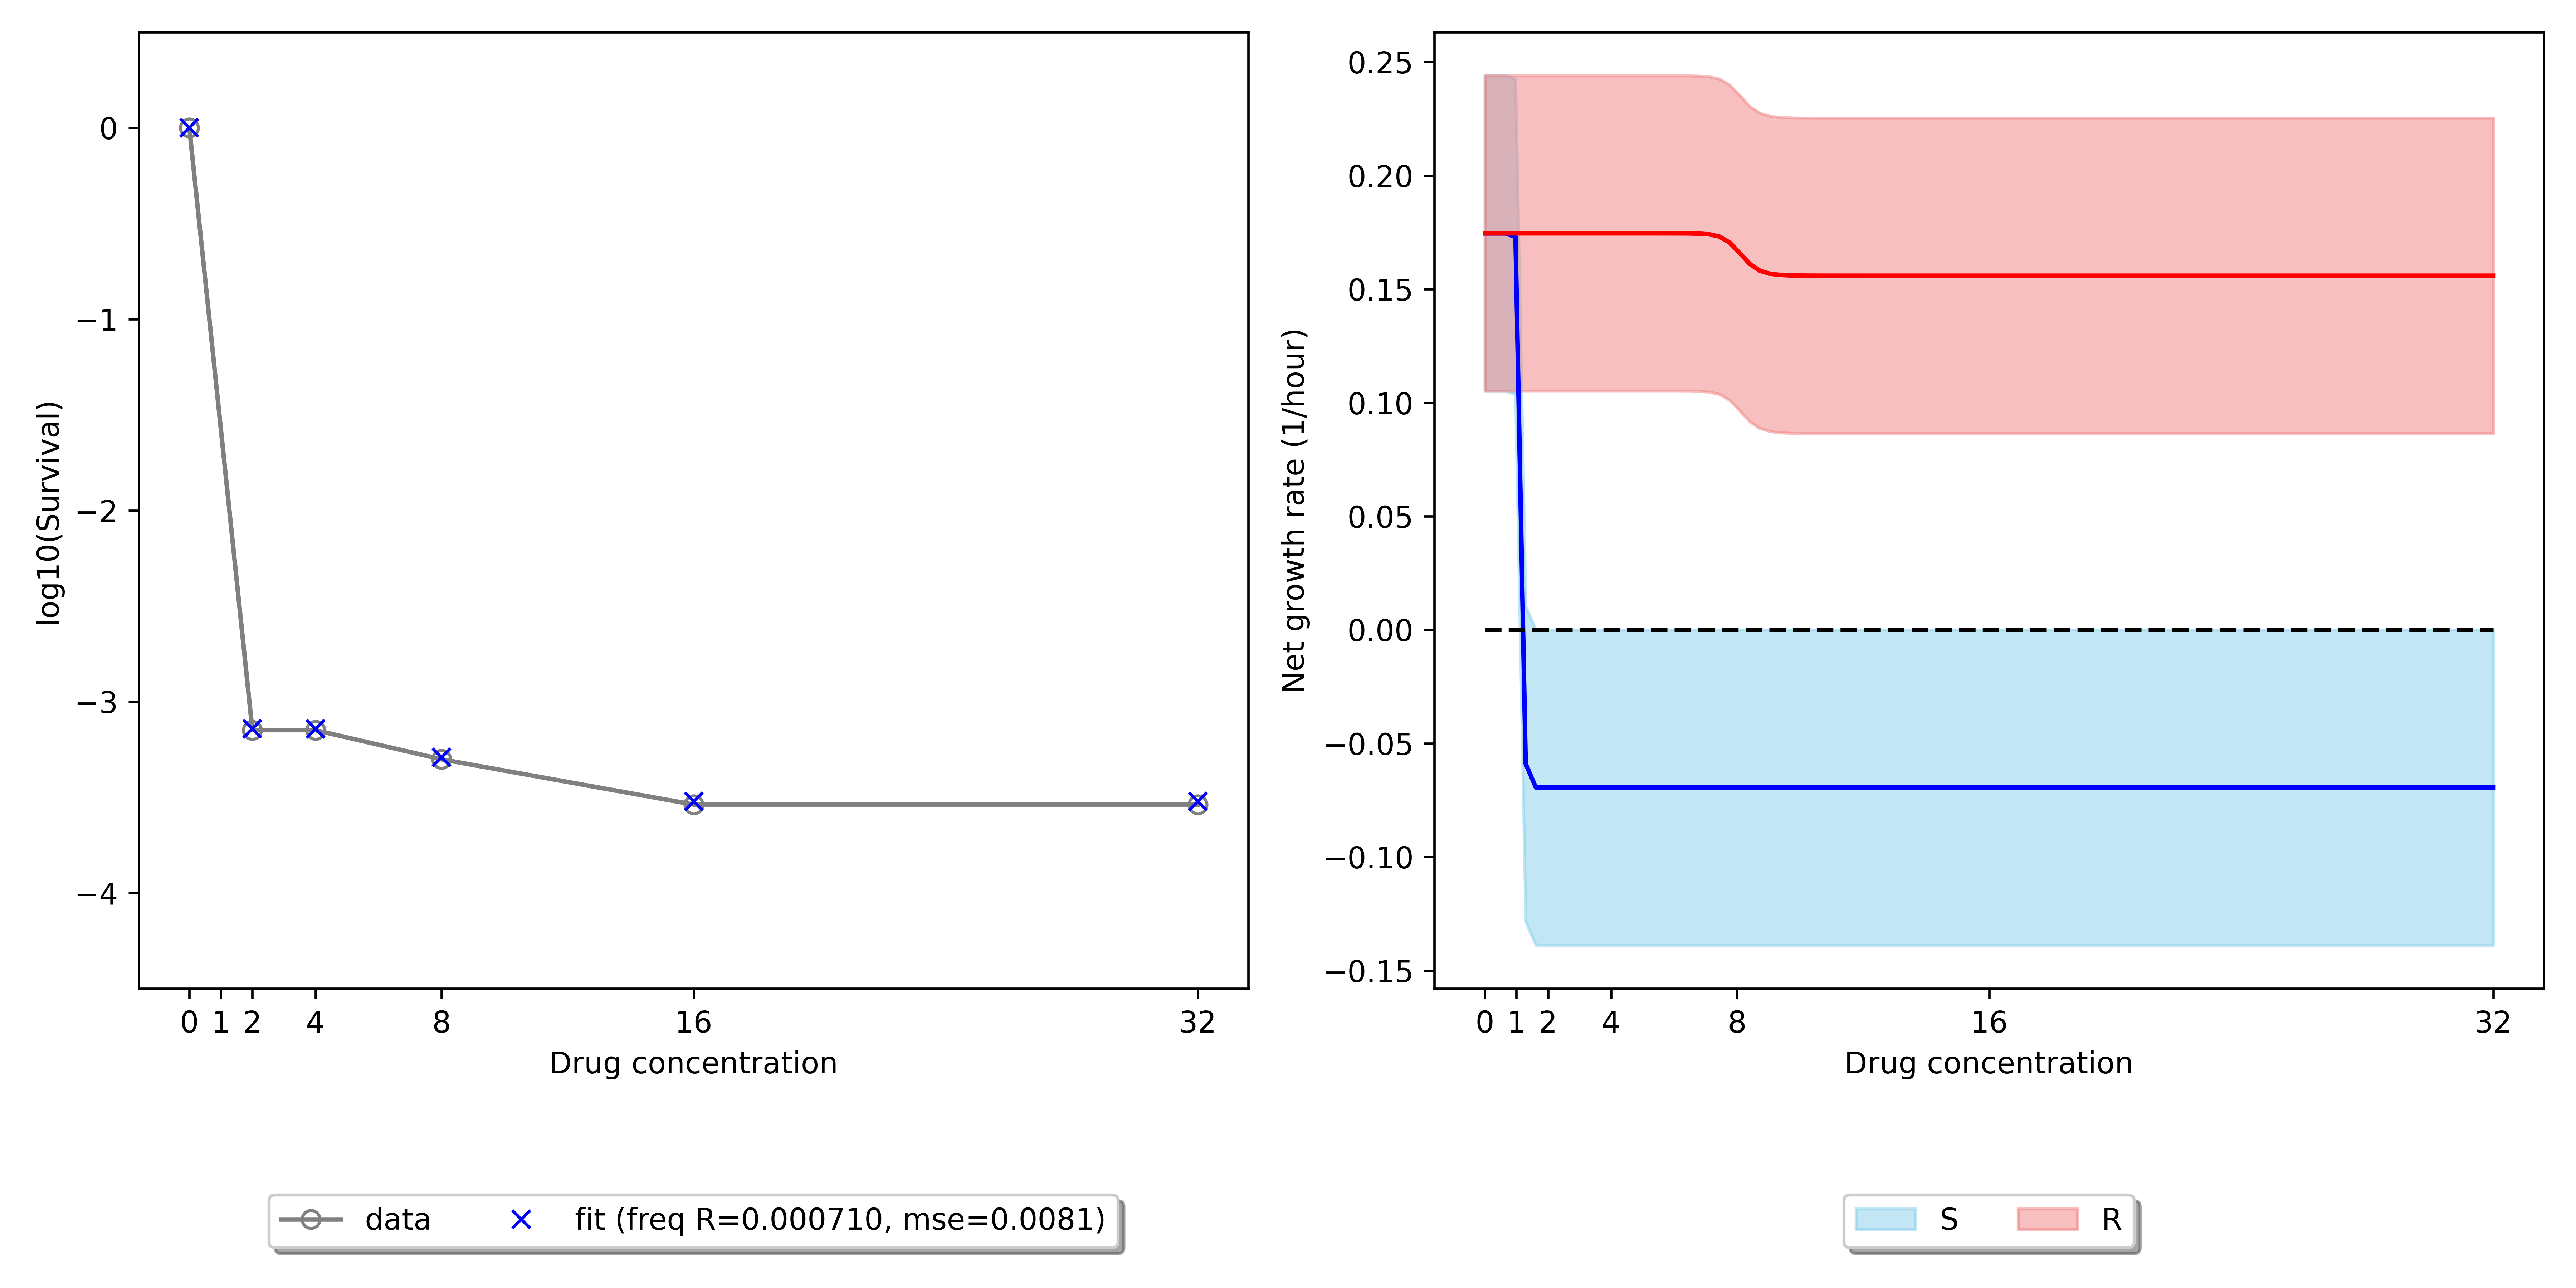 log10(Survival)
0
−1
−2
−3
−4
0 1 2 4 8 16 32
Drug concentration
data
fit (freq R=0.000710, mse=0.0081)
Net growth rate (1/hour)
0.25
0.20
0.15
0.10
0.05
0.00
−0.05
−0.10
−0.15
0 1 2 4 8 16 32
Drug concentration
S
R